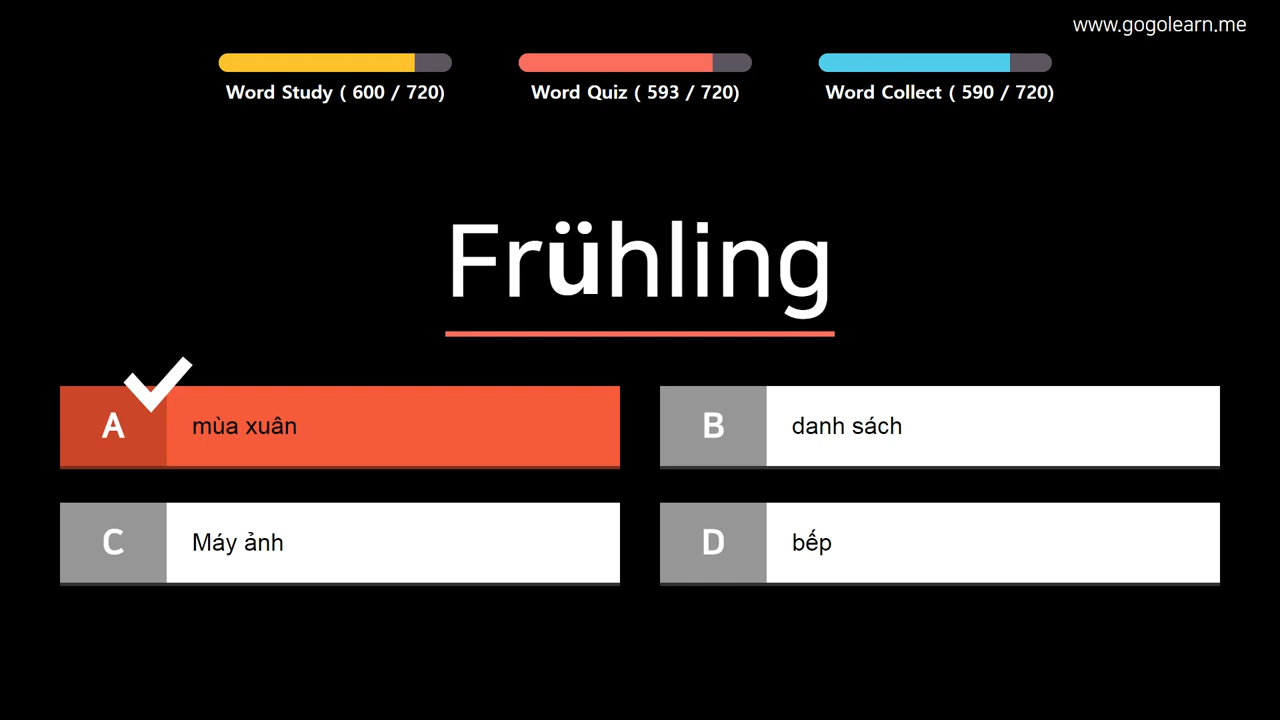 www.gogolearn.me
Word Study ( 600 / 720)
Word Quiz ( 593 / 720)
Word Collect ( 590 / 720)
Frühling
A mùa xuân
B danh sách
C Máy ảnh
D bếp